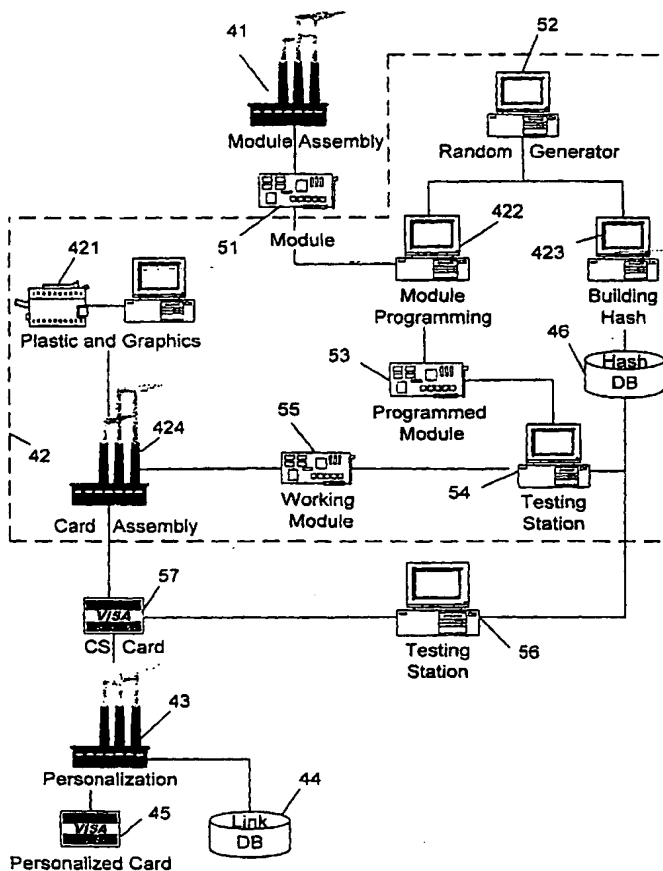 52
41
Module Assembly
Random Generator
51
Module
422
421
423
Module
Programming
Building
Hash
Plastic and Graphics
53
46
Hash
DB
Programmed
Module
55
424
42
Working
Module
54
Testing
Station
Card Assembly
57
VISA
CS Card
Testing
Station
56
43
Personalization
44
45
VISA
Link
DB
Personalized Card